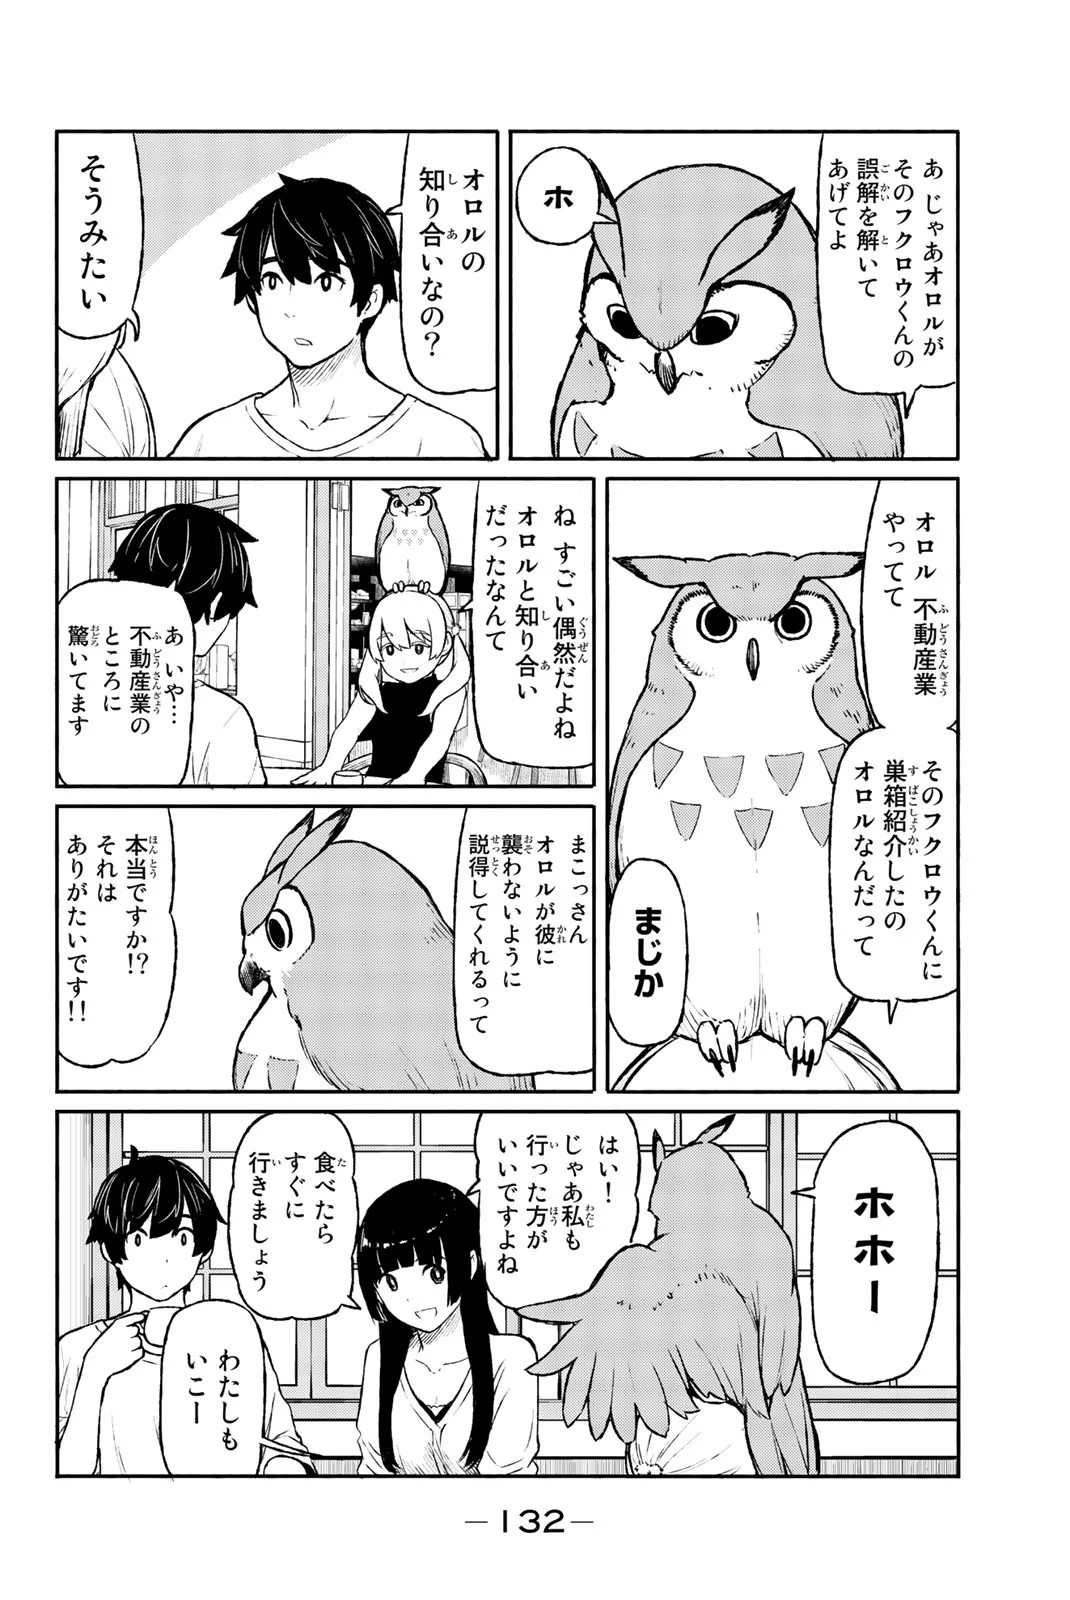 あ じゃあオロルが
そのフクロウくんの
誤解を解いて
あげてよ
ホ
オロルの
知り合いなの?
そうみたい
オロル 不動産業
やってて
そのフクロウくんに
巣箱紹介したの
オロルなんだって
まじか
ね すごい偶然だよね
オロルと知り合い
だったなんて
あ いや…
不動産業の
ところに
驚いてます
まこっさん
オロルが彼に
襲わないように
説得してくれるって
本当ですか!?
それは
ありがたいです!!
ホホー
はい!
じゃあ私も
行った方が
いいですよね
食べたら
すぐに
行きましょう
わたしも
いこー
—132—